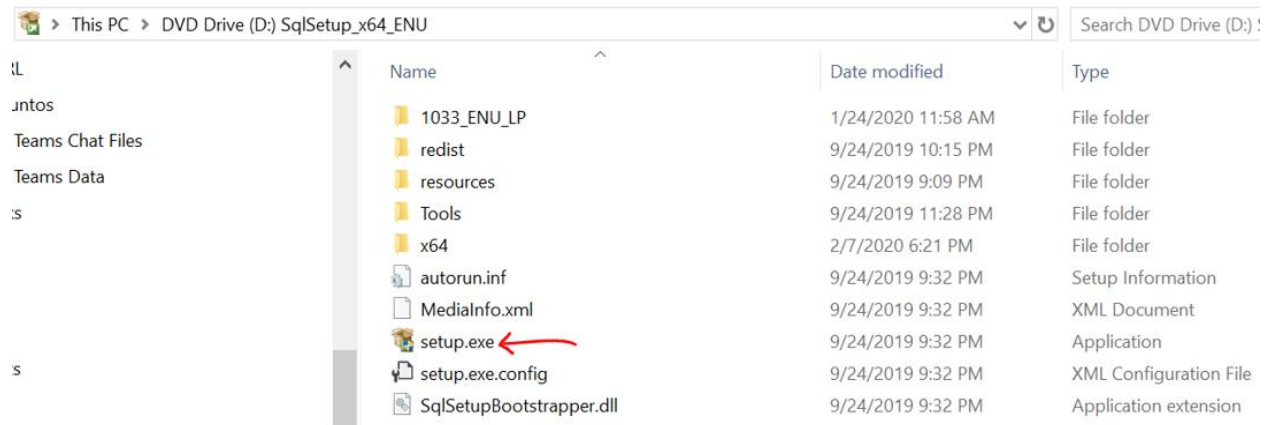 This PC > DVD Drive (D:) SqlSetup_x64_ENU
Search DVD Drive (D:)
Teams Chat Files
Teams Data
Name Date modified Type
1033_ENU_LP 1/24/2020 11:58 AM File folder
redist 9/24/2019 10:15 PM File folder
resources 9/24/2019 9:09 PM File folder
Tools 9/24/2019 11:28 PM File folder
x64 2/7/2020 6:21 PM File folder
autorun.inf 9/24/2019 9:32 PM Setup Information
MediaInfo.xml 9/24/2019 9:32 PM XML Document
setup.exe 9/24/2019 9:32 PM Application
setup.exe.config 9/24/2019 9:32 PM XML Configuration File
SqlSetupBootstrapper.dll 9/24/2019 9:32 PM Application extension